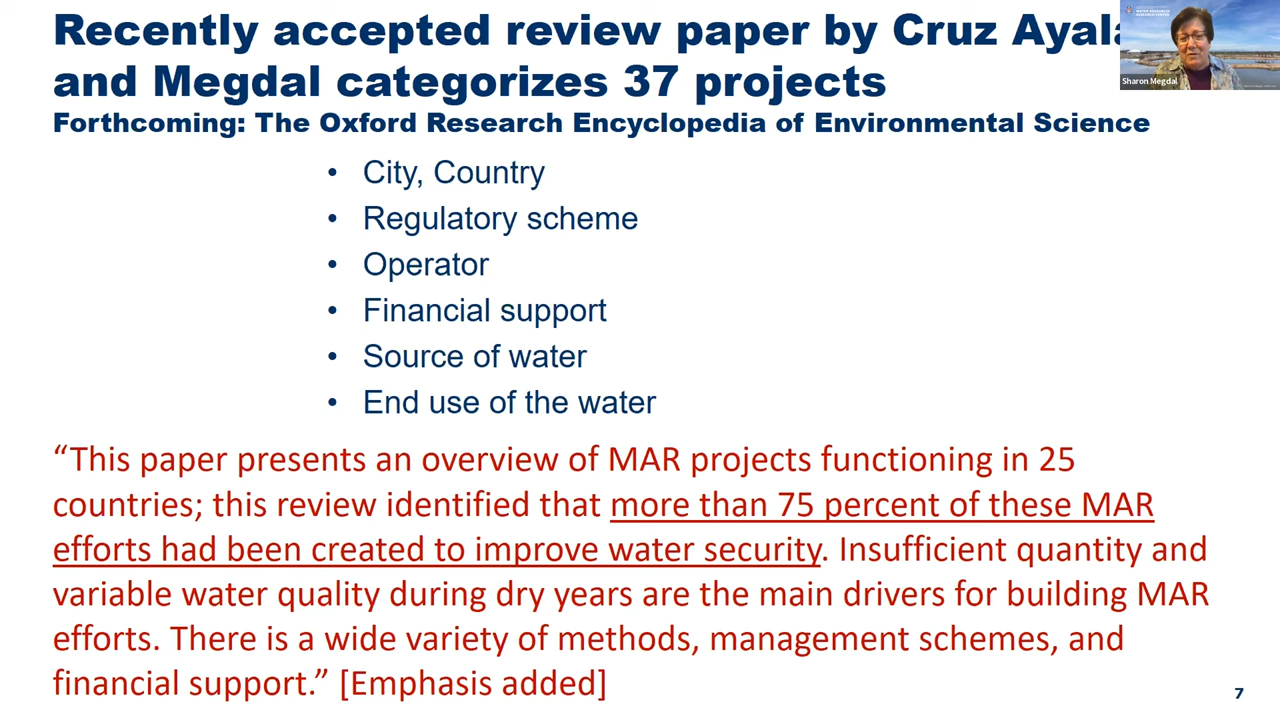 Recently accepted review paper by Cruz Ayala
and Megdal categorizes 37 projects
Forthcoming: The Oxford Research Encyclopedia of Environmental Science
• City, Country
• Regulatory scheme
• Operator
• Financial support
• Source of water
• End use of the water
“This paper presents an overview of MAR projects functioning in 25
countries; this review identified that more than 75 percent of these MAR
efforts had been created to improve water security. Insufficient quantity and
variable water quality during dry years are the main drivers for building MAR
efforts. There is a wide variety of methods, management schemes, and
financial support.” [Emphasis added]
WATER RESOURCES
RESEARCH CENTER
Sharon Megdal
7